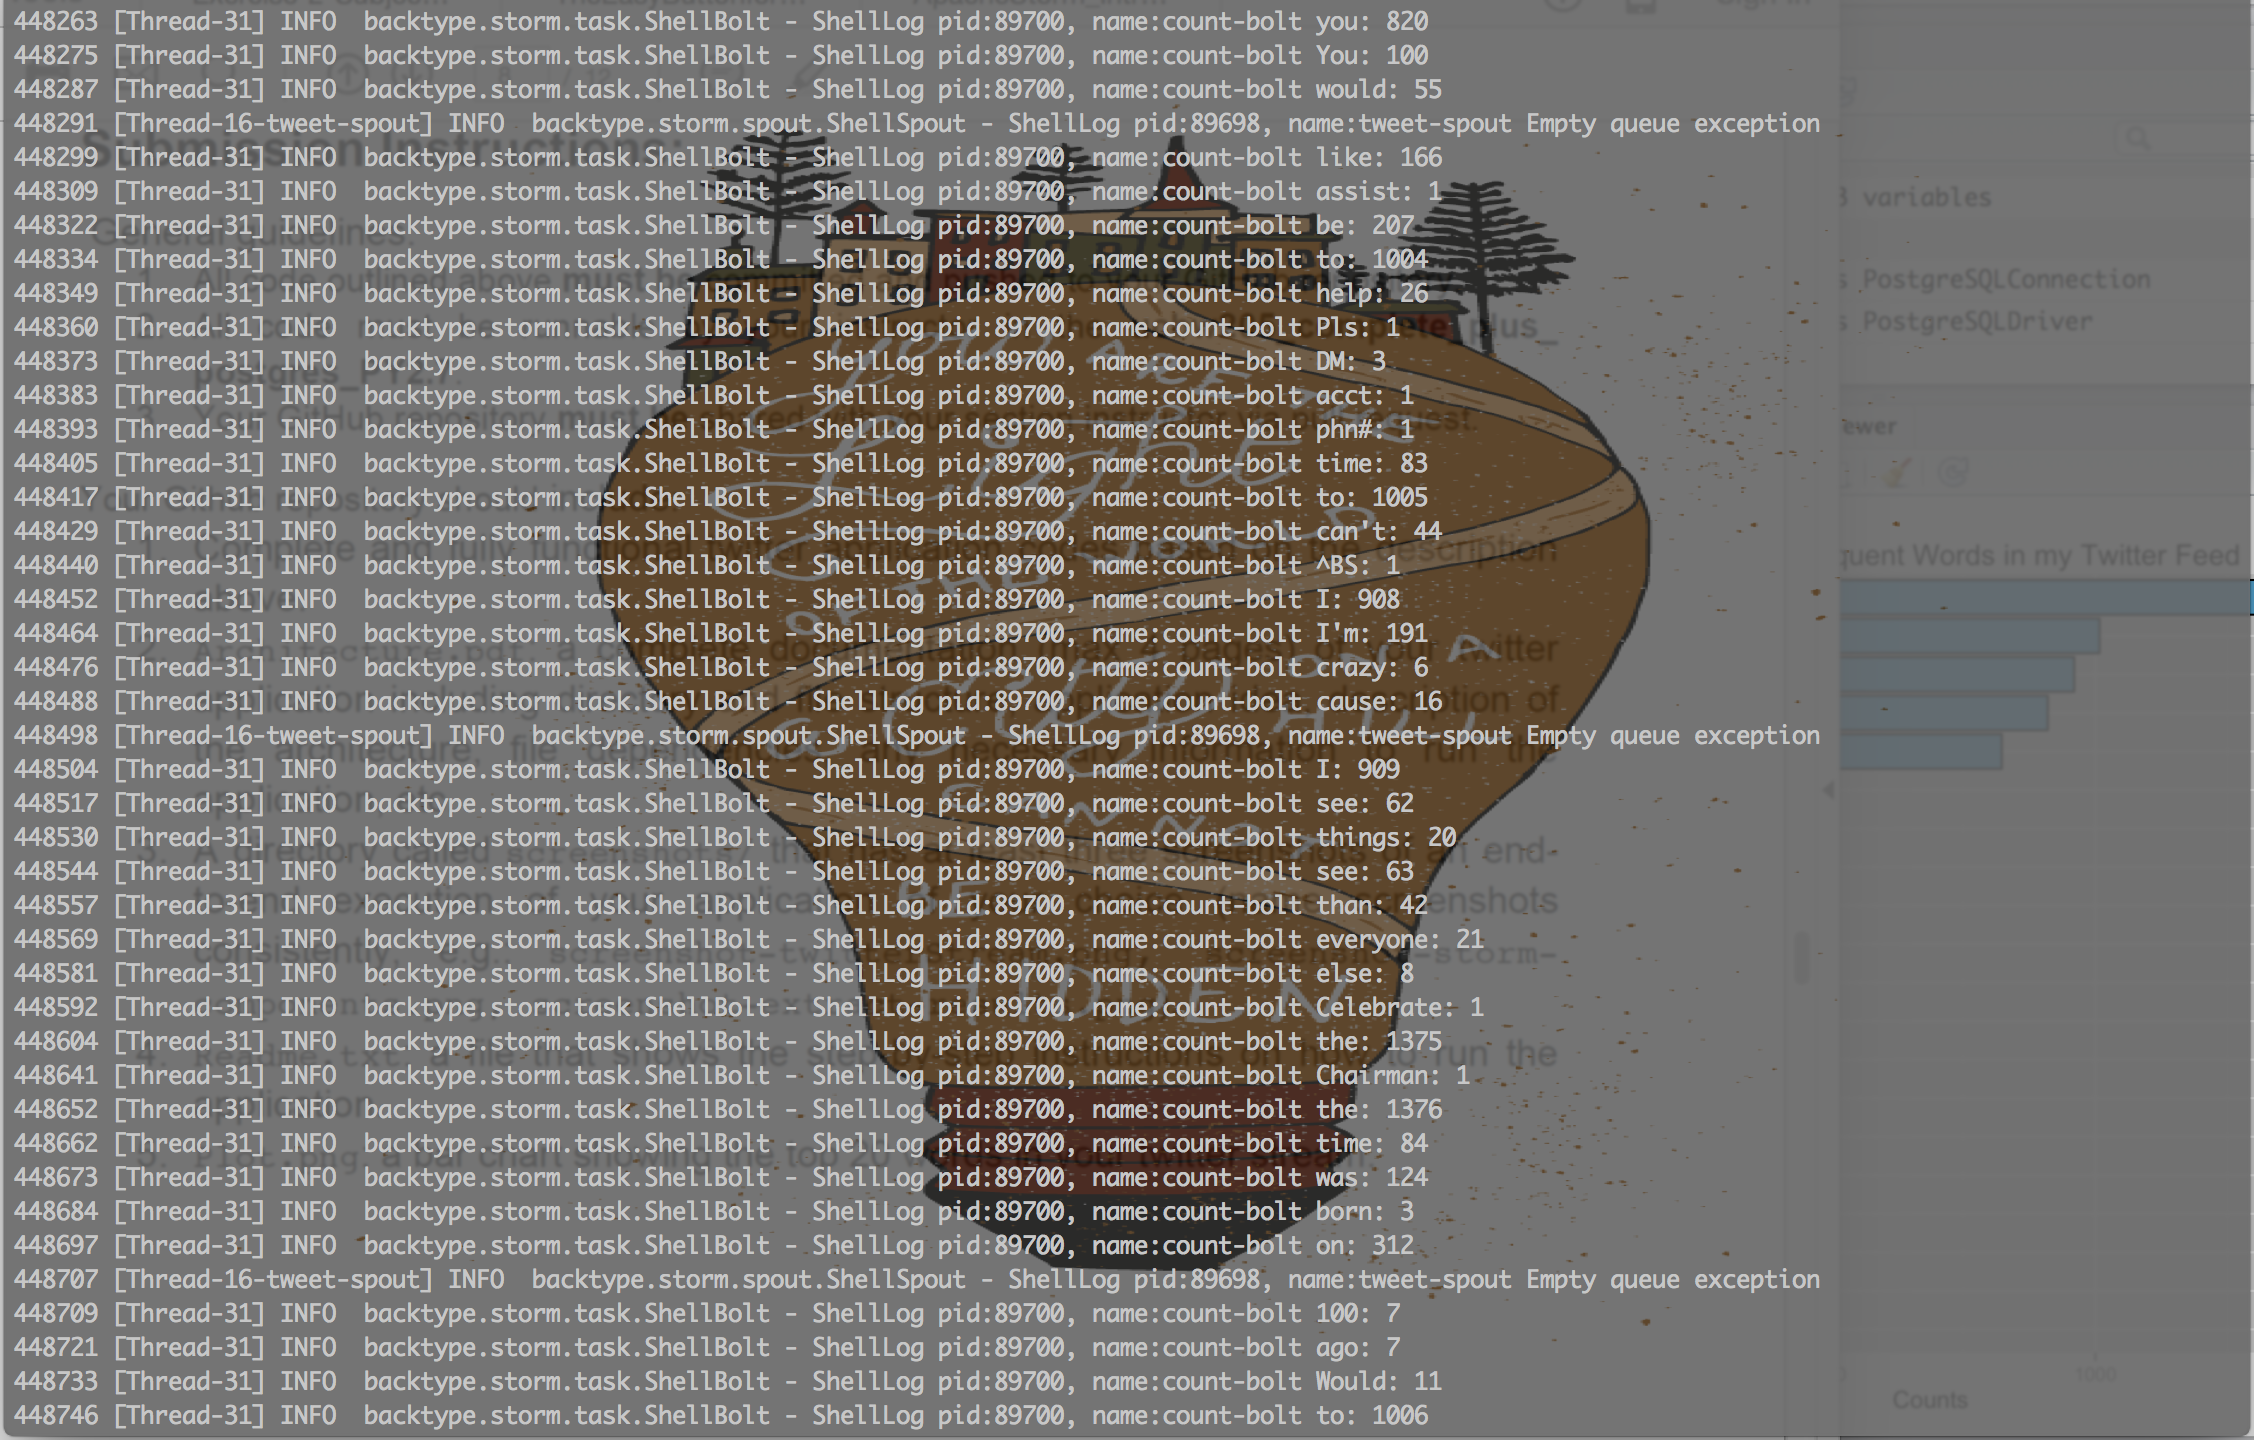 448263 [Thread-31] INFO  backtype.storm.task.ShellBolt - ShellLog pid:89700, name:count-bolt you: 820
448275 [Thread-31] INFO  backtype.storm.task.ShellBolt - ShellLog pid:89700, name:count-bolt You: 100
448287 [Thread-31] INFO  backtype.storm.task.ShellBolt - ShellLog pid:89700, name:count-bolt would: 55
448291 [Thread-16-tweet-spout] INFO  backtype.storm.spout.ShellSpout - ShellLog pid:89698, name:tweet-spout Empty queue exception
448299 [Thread-31] INFO  backtype.storm.task.ShellBolt - ShellLog pid:89700, name:count-bolt like: 166
448309 [Thread-31] INFO  backtype.storm.task.ShellBolt - ShellLog pid:89700, name:count-bolt assist: 1
448322 [Thread-31] INFO  backtype.storm.task.ShellBolt - ShellLog pid:89700, name:count-bolt be: 207
448334 [Thread-31] INFO  backtype.storm.task.ShellBolt - ShellLog pid:89700, name:count-bolt to: 1004
448349 [Thread-31] INFO  backtype.storm.task.ShellBolt - ShellLog pid:89700, name:count-bolt help: 26
448360 [Thread-31] INFO  backtype.storm.task.ShellBolt - ShellLog pid:89700, name:count-bolt Pls: 1
448373 [Thread-31] INFO  backtype.storm.task.ShellBolt - ShellLog pid:89700, name:count-bolt DM: 3
448383 [Thread-31] INFO  backtype.storm.task.ShellBolt - ShellLog pid:89700, name:count-bolt acct: 1
448393 [Thread-31] INFO  backtype.storm.task.ShellBolt - ShellLog pid:89700, name:count-bolt phn#: 1
448405 [Thread-31] INFO  backtype.storm.task.ShellBolt - ShellLog pid:89700, name:count-bolt time: 83
448417 [Thread-31] INFO  backtype.storm.task.ShellBolt - ShellLog pid:89700, name:count-bolt to: 1005
448429 [Thread-31] INFO  backtype.storm.task.ShellBolt - ShellLog pid:89700, name:count-bolt can't: 44
448440 [Thread-31] INFO  backtype.storm.task.ShellBolt - ShellLog pid:89700, name:count-bolt ^BS: 1
448452 [Thread-31] INFO  backtype.storm.task.ShellBolt - ShellLog pid:89700, name:count-bolt I: 908
448464 [Thread-31] INFO  backtype.storm.task.ShellBolt - ShellLog pid:89700, name:count-bolt I'm: 191
448476 [Thread-31] INFO  backtype.storm.task.ShellBolt - ShellLog pid:89700, name:count-bolt crazy: 6
448488 [Thread-31] INFO  backtype.storm.task.ShellBolt - ShellLog pid:89700, name:count-bolt cause: 16
448498 [Thread-16-tweet-spout] INFO  backtype.storm.spout.ShellSpout - ShellLog pid:89698, name:tweet-spout Empty queue exception
448504 [Thread-31] INFO  backtype.storm.task.ShellBolt - ShellLog pid:89700, name:count-bolt I: 909
448517 [Thread-31] INFO  backtype.storm.task.ShellBolt - ShellLog pid:89700, name:count-bolt see: 62
448530 [Thread-31] INFO  backtype.storm.task.ShellBolt - ShellLog pid:89700, name:count-bolt things: 20
448544 [Thread-31] INFO  backtype.storm.task.ShellBolt - ShellLog pid:89700, name:count-bolt see: 63
448557 [Thread-31] INFO  backtype.storm.task.ShellBolt - ShellLog pid:89700, name:count-bolt than: 42
448569 [Thread-31] INFO  backtype.storm.task.ShellBolt - ShellLog pid:89700, name:count-bolt everyone: 21
448581 [Thread-31] INFO  backtype.storm.task.ShellBolt - ShellLog pid:89700, name:count-bolt else: 8
448592 [Thread-31] INFO  backtype.storm.task.ShellBolt - ShellLog pid:89700, name:count-bolt Celebrate: 1
448604 [Thread-31] INFO  backtype.storm.task.ShellBolt - ShellLog pid:89700, name:count-bolt the: 1375
448641 [Thread-31] INFO  backtype.storm.task.ShellBolt - ShellLog pid:89700, name:count-bolt Chairman: 1
448652 [Thread-31] INFO  backtype.storm.task.ShellBolt - ShellLog pid:89700, name:count-bolt the: 1376
448662 [Thread-31] INFO  backtype.storm.task.ShellBolt - ShellLog pid:89700, name:count-bolt time: 84
448673 [Thread-31] INFO  backtype.storm.task.ShellBolt - ShellLog pid:89700, name:count-bolt was: 124
448684 [Thread-31] INFO  backtype.storm.task.ShellBolt - ShellLog pid:89700, name:count-bolt born: 3
448697 [Thread-31] INFO  backtype.storm.task.ShellBolt - ShellLog pid:89700, name:count-bolt on: 312
448707 [Thread-16-tweet-spout] INFO  backtype.storm.spout.ShellSpout - ShellLog pid:89698, name:tweet-spout Empty queue exception
448709 [Thread-31] INFO  backtype.storm.task.ShellBolt - ShellLog pid:89700, name:count-bolt 100: 7
448721 [Thread-31] INFO  backtype.storm.task.ShellBolt - ShellLog pid:89700, name:count-bolt ago: 7
448733 [Thread-31] INFO  backtype.storm.task.ShellBolt - ShellLog pid:89700, name:count-bolt Would: 11
448746 [Thread-31] INFO  backtype.storm.task.ShellBolt - ShellLog pid:89700, name:count-bolt to: 1006
variables
PostgreSQLConnection
PostgreSQLDriver
Words in my Twitter Feed
1000
Counts
YOU ARE THE
Light
OF THE WORLD
a City ON A HILL
CANNOT
BE
HIDDEN